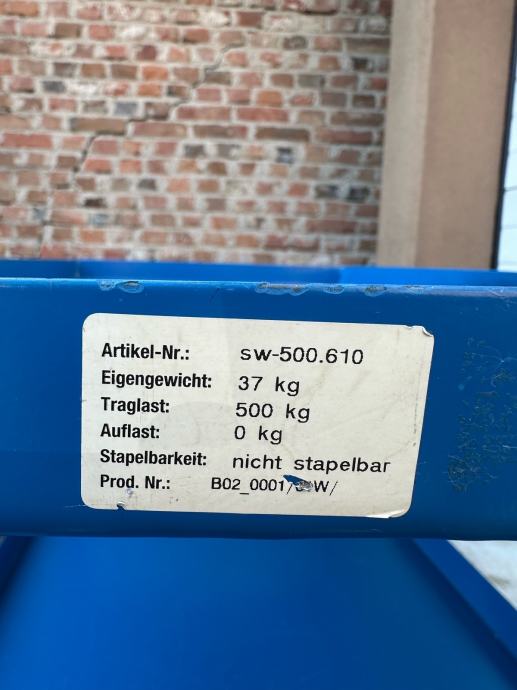 Artikel-Nr.: sw-500.610
Eigengewicht: 37 kg
Traglast: 500 kg
Auflast: 0 kg
Stapelbarkeit: nicht stapelbar
Prod. Nr.: B02_0001/